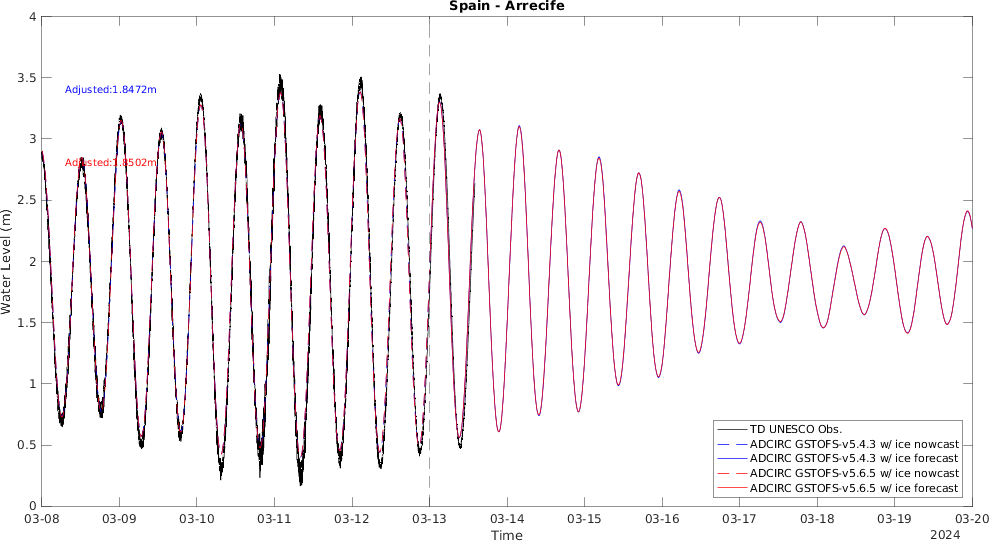 Spain - Arrecife
4
3.5
3
2.5
2
1.5
1
0.5
0
Water Level (m)
Adjusted:1.8472m
Adjusted:1.8502m
TD UNESCO Obs.
ADCIRC GSTOFS-v5.4.3 w/ ice nowcast
ADCIRC GSTOFS-v5.4.3 w/ ice forecast
ADCIRC GSTOFS-v5.6.5 w/ ice nowcast
ADCIRC GSTOFS-v5.6.5 w/ ice forecast
03-08 03-09 03-10 03-11 03-12 03-13 03-14 03-15 03-16 03-17 03-18 03-19 03-20
Time
2024